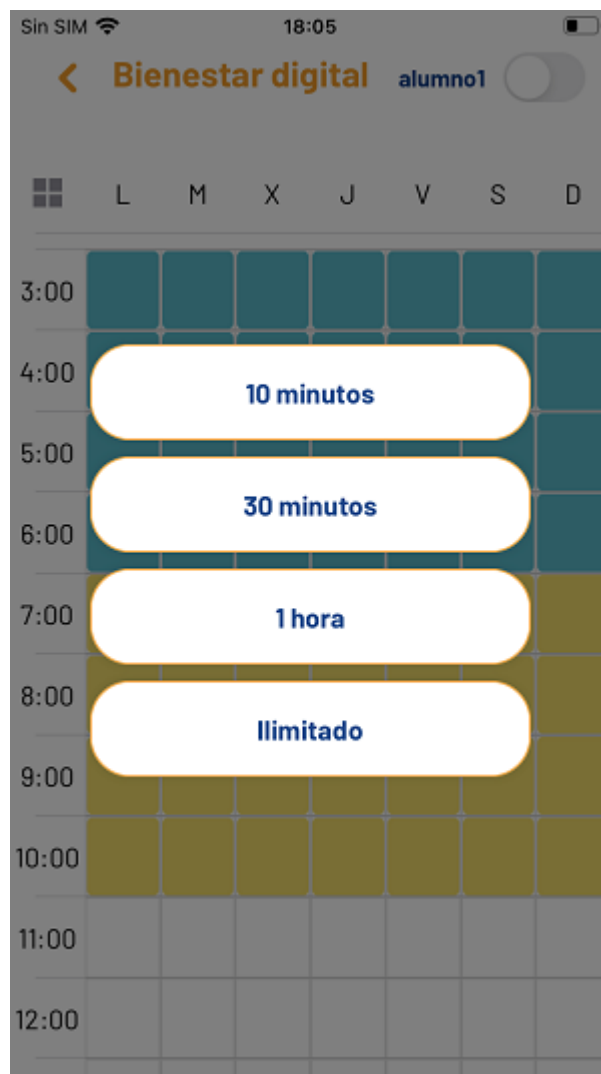 Sin SIM 18:05
Bienestar digital alumno1
L M X J V S D
3:00
4:00
10 minutos
5:00
30 minutos
6:00
7:00 1 hora
8:00
Ilimitado
9:00
10:00
11:00
12:00